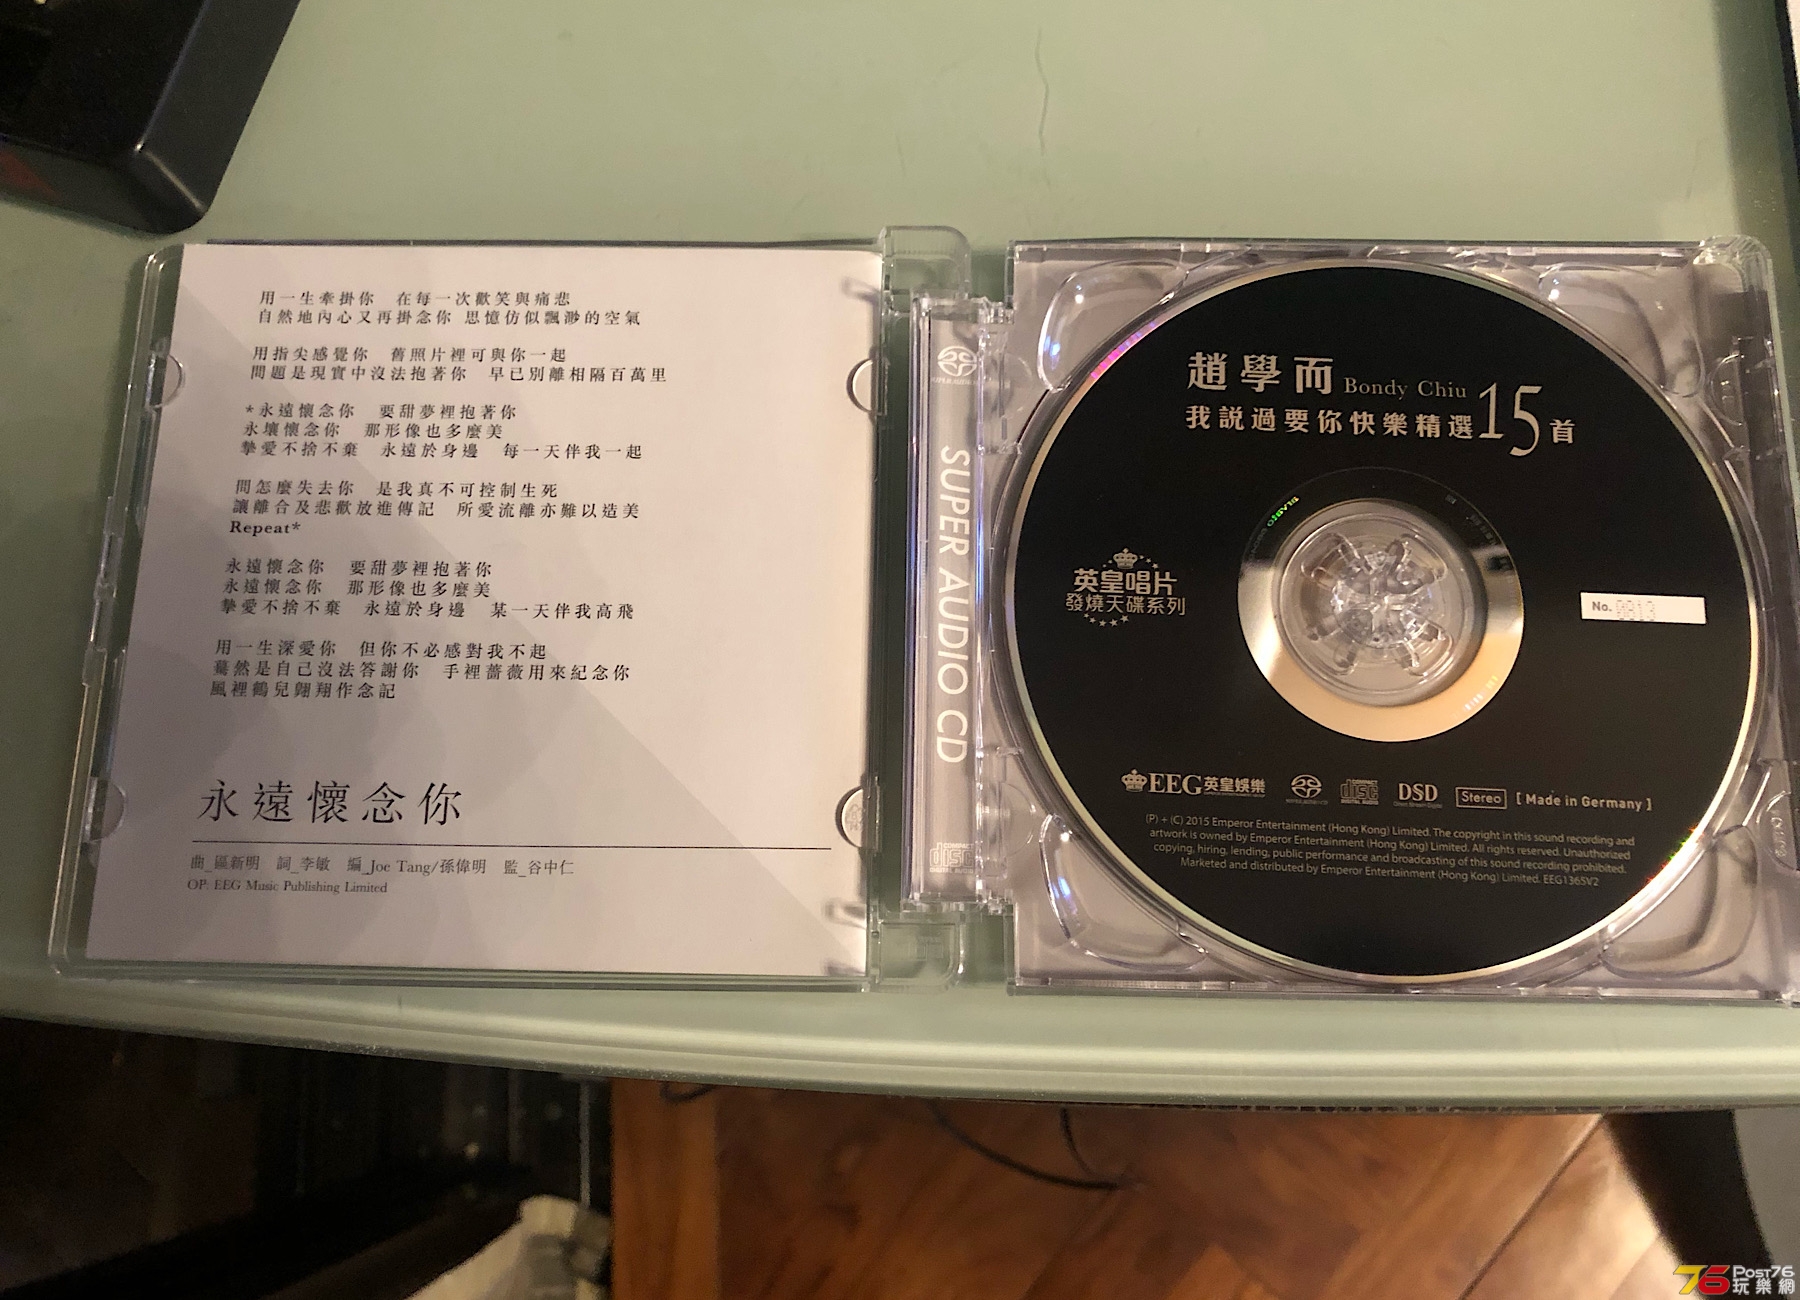 用一生牽掛你　在每一次歡笑與痛悲
自然地內心又再掛念你 思憶仿似飄渺的空氣
用指尖感覺你　舊照片裡可與你一起
問題是現實中沒法抱著你　早已別離相隔百萬里
*永遠懷念你　要甜夢裡抱著你
永壞懷念你　那形像也多麼美
摯愛不捨不棄　永遠於身邊　每一天伴我一起
問怎麼失去你　是我真不可控制生死
讓離合及悲歡放進傳記　所愛流離亦難以造美
Repeat*
永遠懷念你　要甜夢裡抱著你
永遠懷念你　那形像也多麼美
摯愛不捨不棄　永遠於身邊　某一天伴我高飛
用一生深愛你　但你不必感對我不起
驀然是自己沒法答謝你　手裡薔薇用來紀念你
風裡鶴兒翱翔作念記
永遠懷念你
曲_區新明　詞_李敏　編_Joe Tang/孫偉明　監_谷中仁
OP: EEG Music Publishing Limited
SUPER AUDIO CD
COMPACT
disc
DIGITAL AUDIO
趙學而 Bondy Chiu
我說過要你快樂精選15首
英皇唱片
發燒天碟系列
No. 0813
EEG英皇娛樂
SUPER AUDIO CD
COMPACT
disc
DIGITAL AUDIO
DSD
Direct Stream Digital
Stereo
[ Made in Germany ]
(P) + (C) 2015 Emperor Entertainment (Hong Kong) Limited. The copyright in this sound recording and
artwork is owned by Emperor Entertainment (Hong Kong) Limited. All rights reserved. Unauthorized
copying, hiring, lending, public performance and broadcasting of this sound recording prohibited.
Marketed and distributed by Emperor Entertainment (Hong Kong) Limited. EEG1365V2
76 Post76
玩樂網